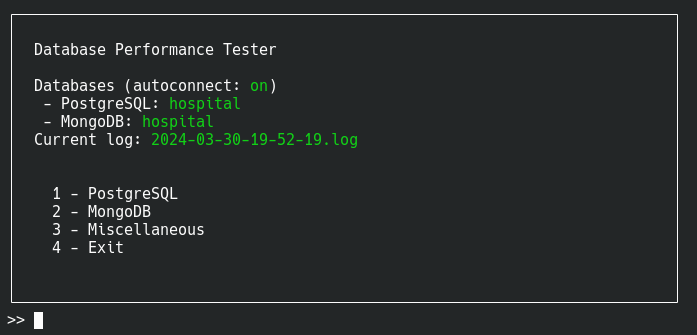 Database Performance Tester
Databases (autoconnect: on)
- PostgreSQL: hospital
- MongoDB: hospital
Current log: 2024-03-30-19-52-19.log
1 - PostgreSQL
2 - MongoDB
3 - Miscellaneous
4 - Exit
>>